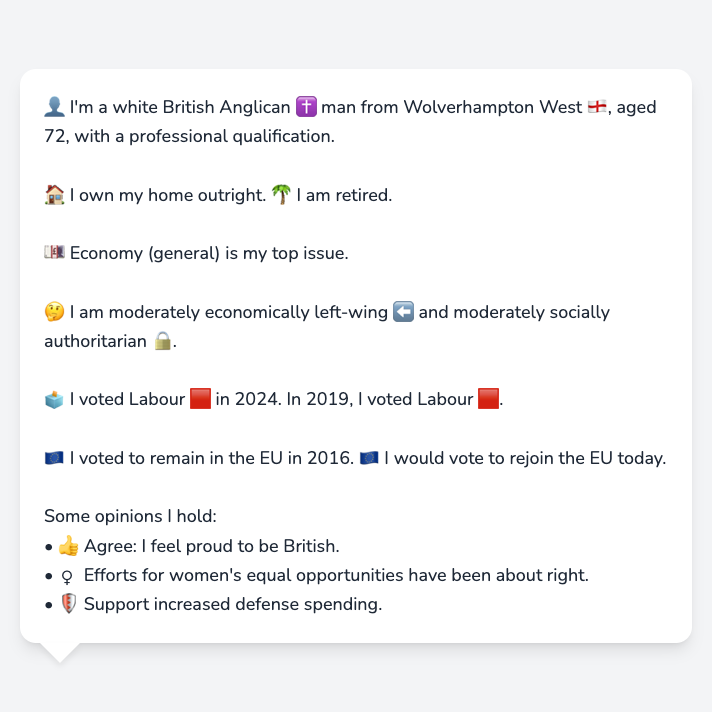 👤 I'm a white British Anglican ✝️ man from Wolverhampton West 🏴󠁧󠁢󠁥󠁮󠁧󠁿, aged
72, with a professional qualification.
🏠 I own my home outright. 🌴 I am retired.
💷 Economy (general) is my top issue.
🤔 I am moderately economically left-wing ⬅️ and moderately socially
authoritarian 🔒.
🗳️ I voted Labour 🟥 in 2024. In 2019, I voted Labour 🟥.
🇪🇺 I voted to remain in the EU in 2016. 🇪🇺 I would vote to rejoin the EU today.
Some opinions I hold:
• 👍 Agree: I feel proud to be British.
• ♀ Efforts for women's equal opportunities have been about right.
• 🛡️ Support increased defense spending.